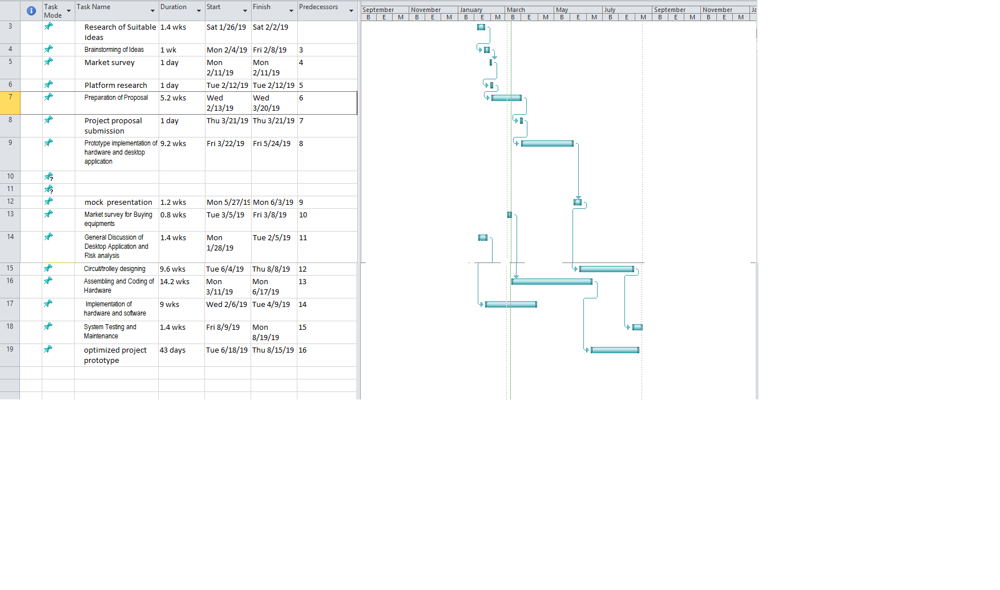 Task Mode Task Name Duration Start Finish Predecessors
September November January March May July September November Ja
B E M B E M B E M B E M B E M B E M B E M B E M
3 Research of Suitable ideas 1.4 wks Sat 1/26/19 Sat 2/2/19
4 Brainstorming of Ideas 1 wk Mon 2/4/19 Fri 2/8/19 3
5 Market survey 1 day Mon 2/11/19 Mon 2/11/19 4
6 Platform research 1 day Tue 2/12/19 Tue 2/12/19 5
7 Preparation of Proposal 5.2 wks Wed 2/13/19 Wed 3/20/19 6
8 Project proposal submission 1 day Thu 3/21/19 Thu 3/21/19 7
9 Prototype implementation of hardware and desktop application 9.2 wks Fri 3/22/19 Fri 5/24/19 8
10 ?
11 ?
12 mock presentation 1.2 wks Mon 5/27/19 Mon 6/3/19 9
13 Market survey for Buying equipments 0.8 wks Tue 3/5/19 Fri 3/8/19 10
14 General Discussion of Desktop Application and Risk analysis 1.4 wks Mon 1/28/19 Tue 2/5/19 11
15 Circuit/trolley designing 9.6 wks Tue 6/4/19 Thu 8/8/19 12
16 Assembling and Coding of Hardware 14.2 wks Mon 3/11/19 Mon 6/17/19 13
17 Implementation of hardware and software 9 wks Wed 2/6/19 Tue 4/9/19 14
18 System Testing and Maintenance 1.4 wks Fri 8/9/19 Mon 8/19/19 15
19 optimized project prototype 43 days Tue 6/18/19 Thu 8/15/19 16